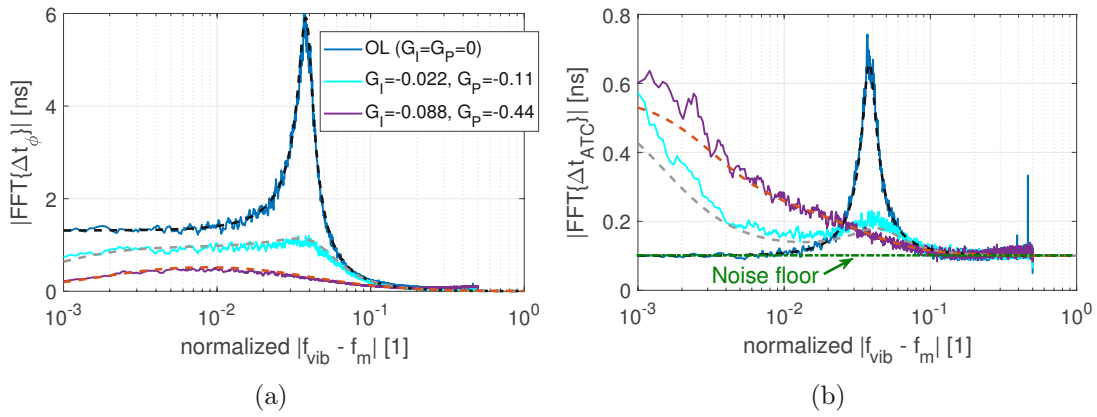 |FFT{Δt_ϕ}| [ns]
6
4
2
0
OL (G_I=G_P=0)
G_I=-0.022, G_P=-0.11
G_I=-0.088, G_P=-0.44
10^-3 10^-2 10^-1 10^0
normalized |f_vib - f_m| [1]
(a)
|FFT{Δt_ATC}| [ns]
0.8
0.6
0.4
0.2
0
Noise floor
10^-3 10^-2 10^-1 10^0
normalized |f_vib - f_m| [1]
(b)